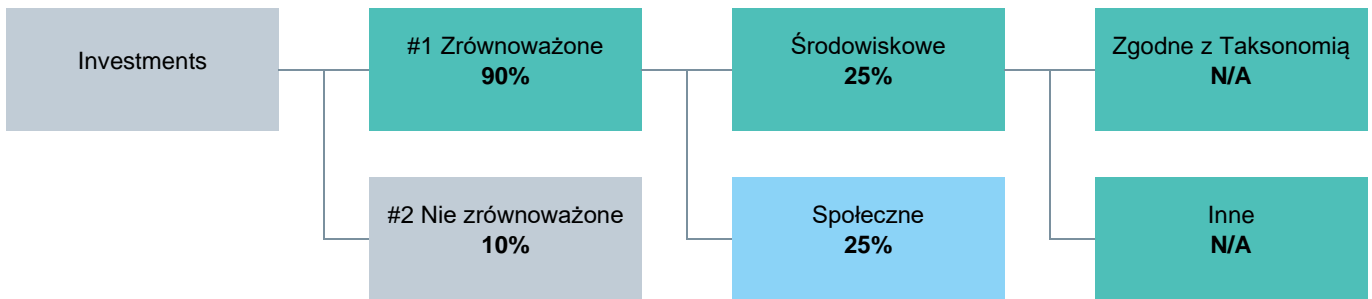 Investments
#1 Zrównoważone
90%
Środowiskowe
25%
Zgodne z Taksonomią
N/A
#2 Nie zrównoważone
10%
Społeczne
25%
Inne
N/A